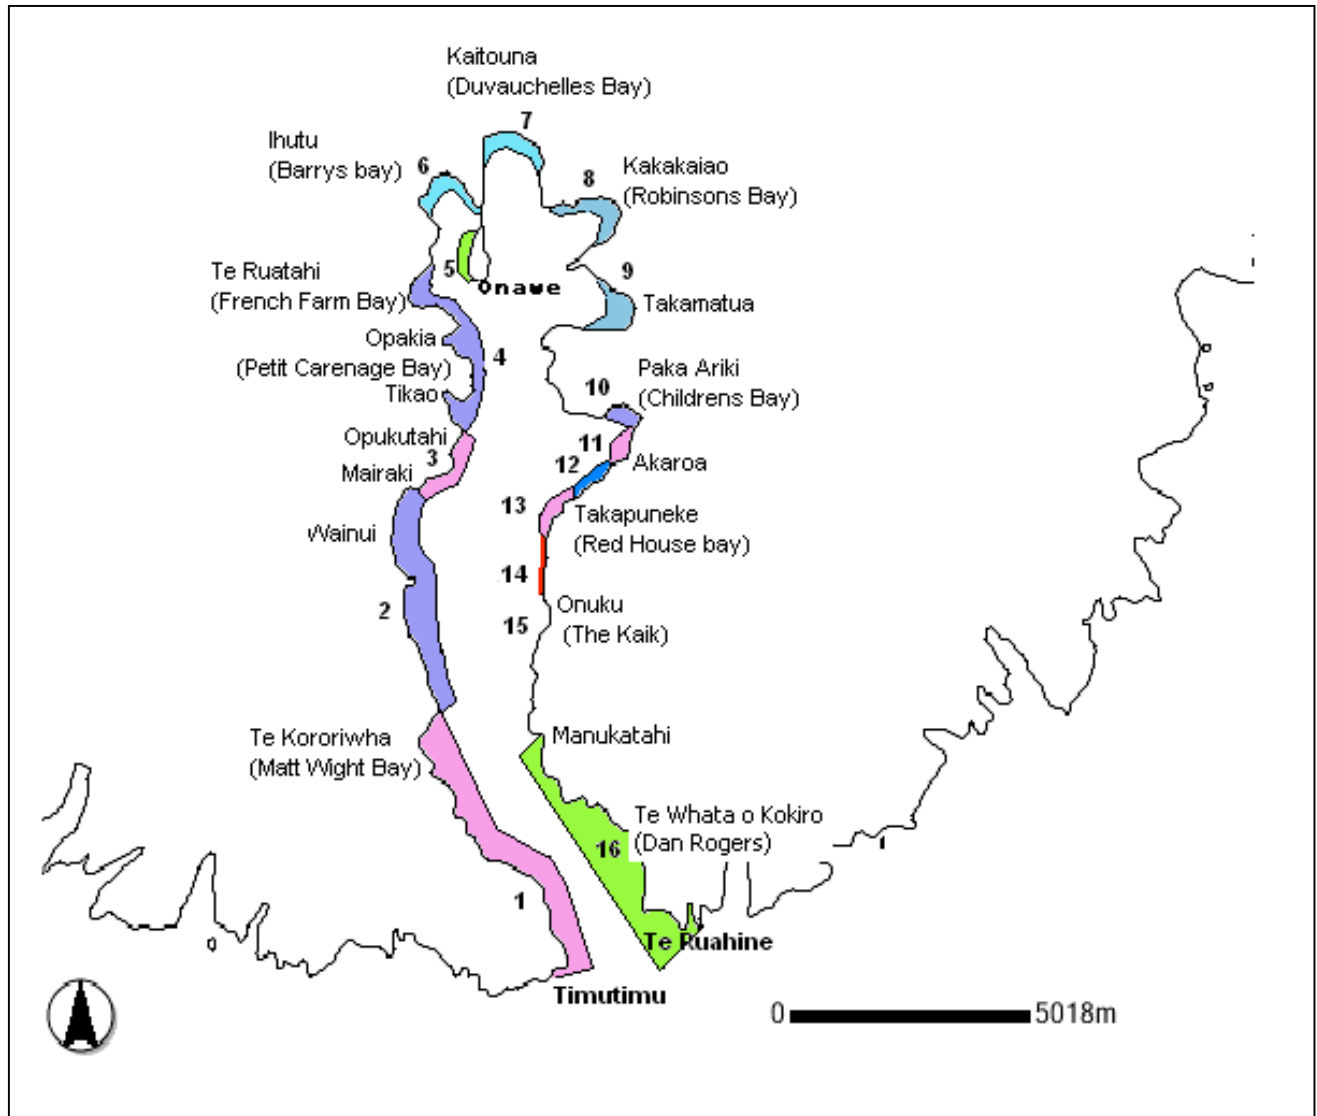 Kaitouna
(Duvauchelles Bay)
7
Ihutu
(Barrys bay)
6
Kakakaiao
(Robinsons Bay)
8
Te Ruatahi
(French Farm Bay)
5
Onawe
9
Takamatua
Opakia
(Petit Carenage Bay)
4
Tikao
Paka Ariki
(Childrens Bay)
10
Opukutahi
3
Mairaki
11
12
Akaroa
Wainui
13
Takapuneke
(Red House bay)
14
2
Onuku
(The Kaik)
15
Te Kororiwha
(Matt Wight Bay)
Manukatahi
Te Whata o Kokiro
(Dan Rogers)
16
1
Te Ruahine
Timutimu
0 5018m